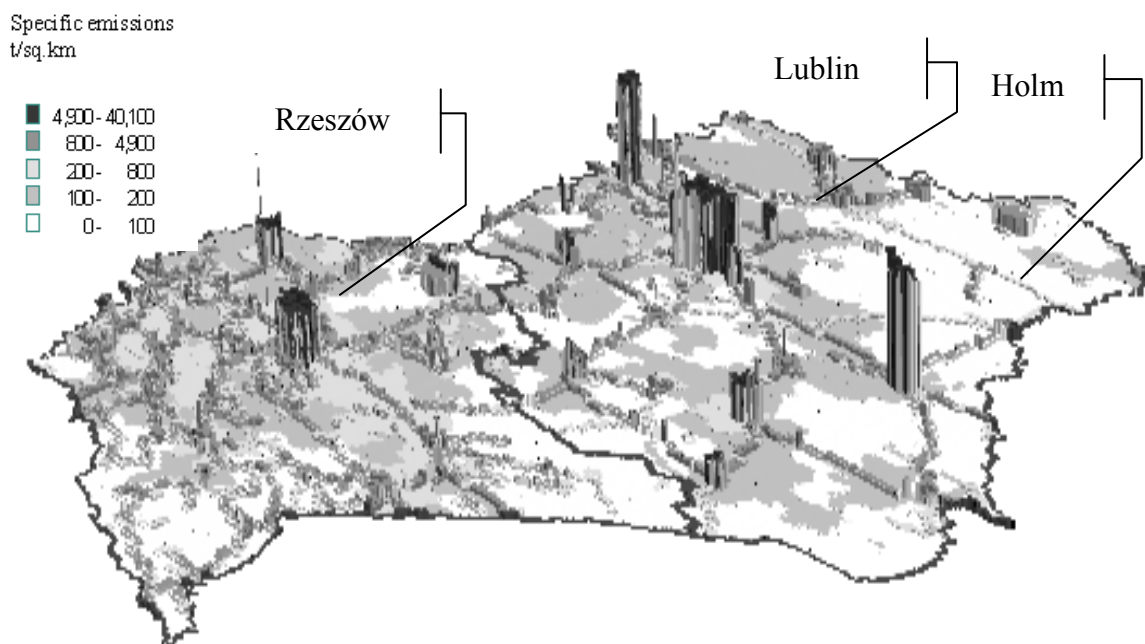 Specific emissions
t/sq.km
4,900 - 40,100
800 - 4,900
200 - 800
100 - 200
0 - 100
Rzeszów
Lublin
Holm